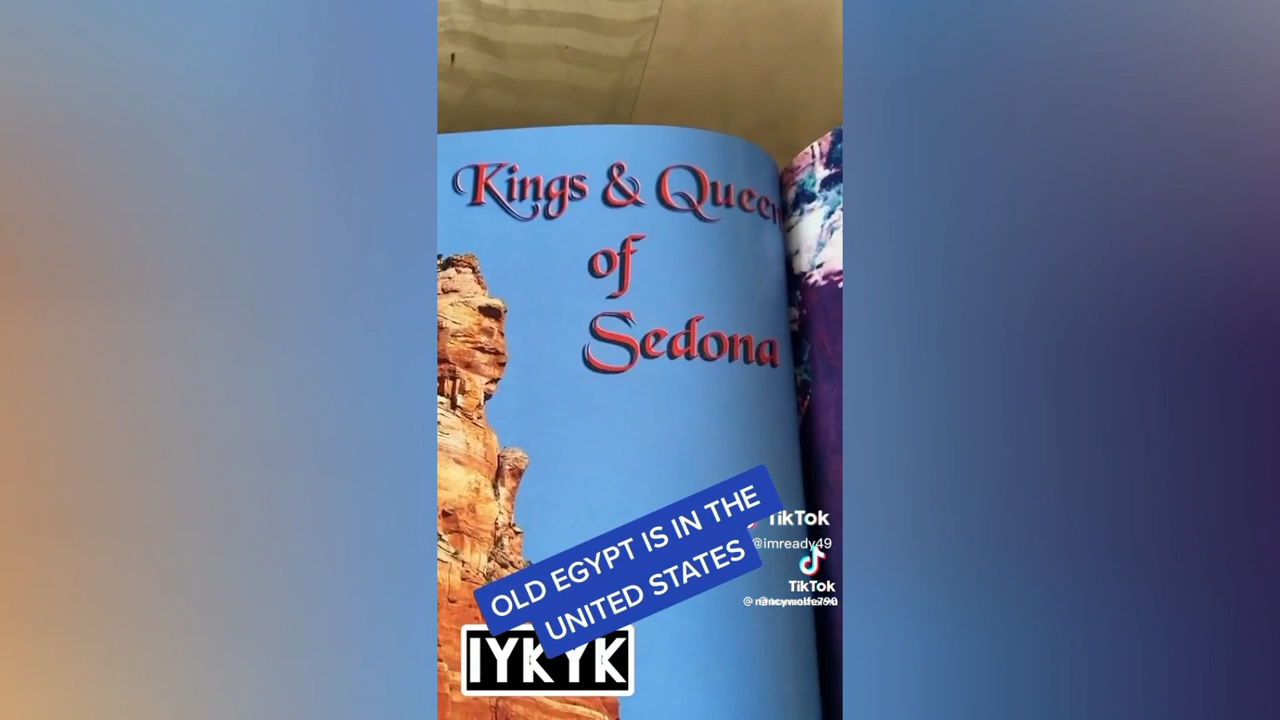 Kings & Queen
of
Sedona
OLD EGYPT IS IN THE
UNITED STATES
TikTok
@imready49
TikTok
IYKYK